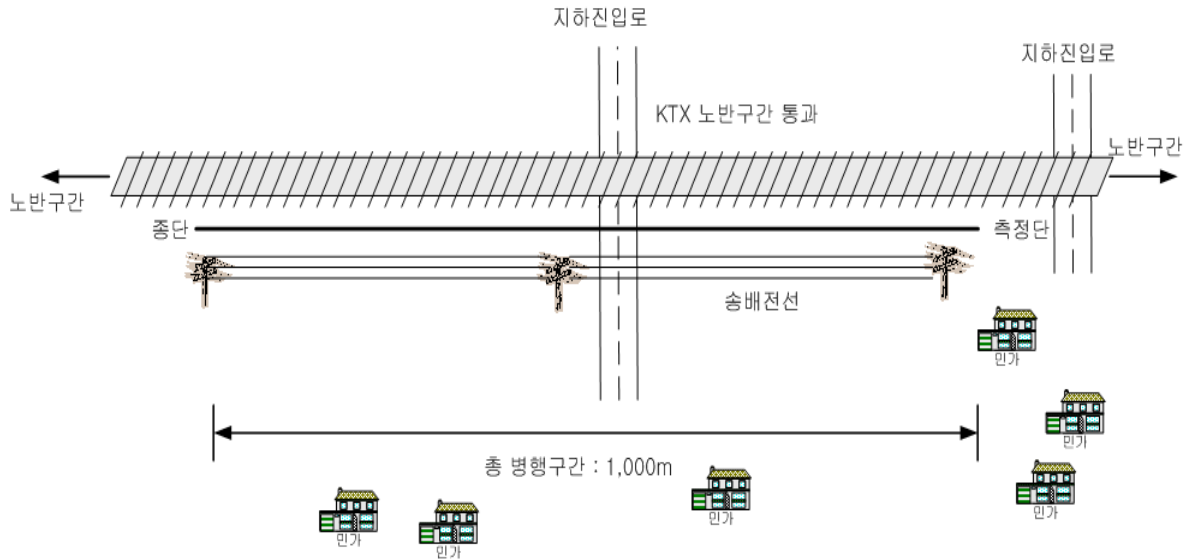 지하진입로
지하진입로
KTX 노반구간 통과
노반구간
노반구간
종단
측정단
송배전선
민가
민가
총 병행구간 : 1,000m
민가
민가
민가
민가